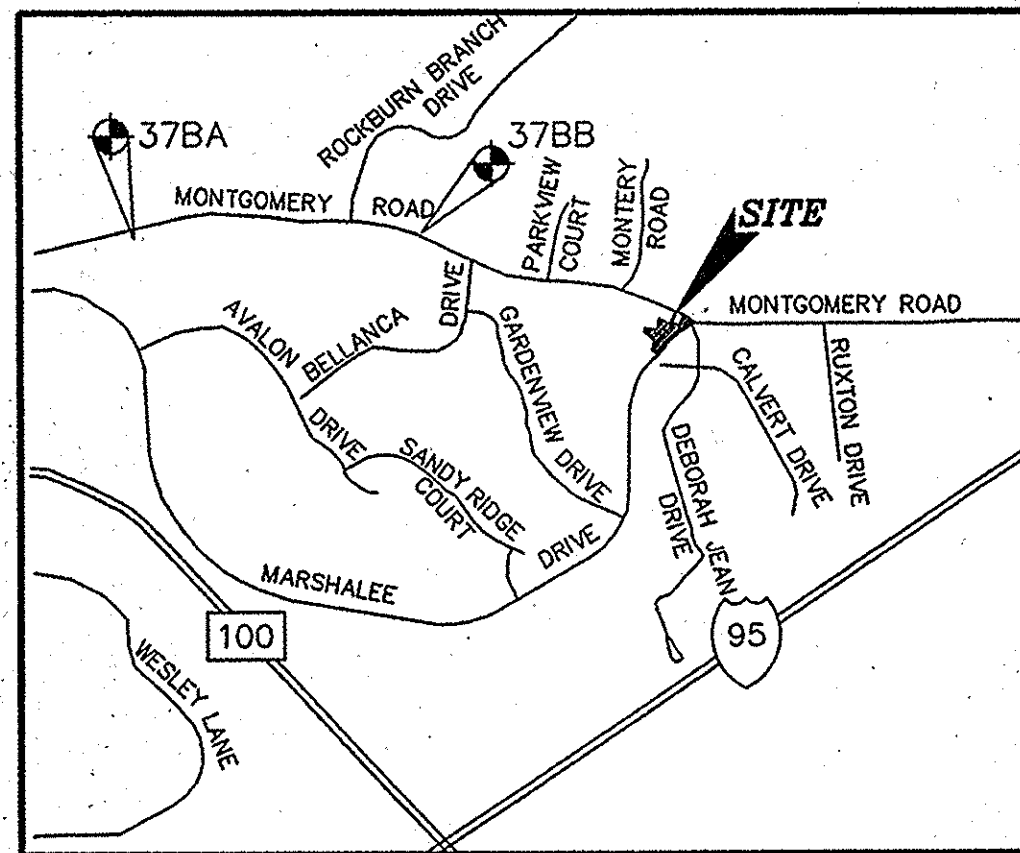 ROCKBURN BRANCH
DRIVE
37BA
37BB
MONTGOMERY ROAD
PARKVIEW
COURT
MONTERY
ROAD
SITE
MONTGOMERY ROAD
AVALON
DRIVE
BELLANCA
DRIVE
GARDENVIEW DRIVE
CALVERT DRIVE
RUXTON DRIVE
SANDY RIDGE
COURT
DEBORAH JEAN
DRIVE
MARSHALEE
DRIVE
100
95
WESLEY LANE